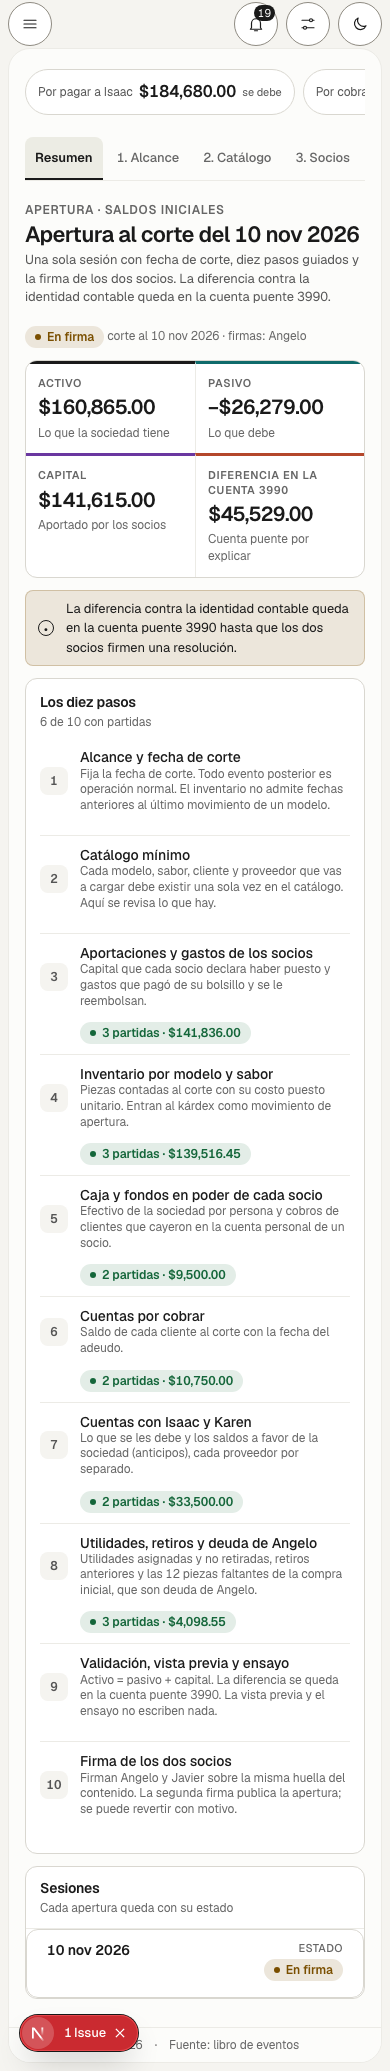 19
Por pagar a Isaac $184,680.00 se debe
Por cobra
Resumen
1. Alcance
2. Catálogo
3. Socios
APERTURA · SALDOS INICIALES
Apertura al corte del 10 nov 2026
Una sola sesión con fecha de corte, diez pasos guiados y
la firma de los dos socios. La diferencia contra la
identidad contable queda en la cuenta puente 3990.
En firma corte al 10 nov 2026 · firmas: Angelo
ACTIVO
$160,865.00
Lo que la sociedad tiene
PASIVO
–$26,279.00
Lo que debe
CAPITAL
$141,615.00
Aportado por los socios
DIFERENCIA EN LA
CUENTA 3990
$45,529.00
Cuenta puente por
explicar
La diferencia contra la identidad contable queda
en la cuenta puente 3990 hasta que los dos
socios firmen una resolución.
Los diez pasos
6 de 10 con partidas
1
Alcance y fecha de corte
Fija la fecha de corte. Todo evento posterior es
operación normal. El inventario no admite fechas
anteriores al último movimiento de un modelo.
2
Catálogo mínimo
Cada modelo, sabor, cliente y proveedor que vas
a cargar debe existir una sola vez en el catálogo.
Aquí se revisa lo que hay.
3
Aportaciones y gastos de los socios
Capital que cada socio declara haber puesto y
gastos que pagó de su bolsillo y se le
reembolsan.
3 partidas · $141,836.00
4
Inventario por modelo y sabor
Piezas contadas al corte con su costo puesto
unitario. Entran al kárdex como movimiento de
apertura.
3 partidas · $139,516.45
5
Caja y fondos en poder de cada socio
Efectivo de la sociedad por persona y cobros de
clientes que cayeron en la cuenta personal de un
socio.
2 partidas · $9,500.00
6
Cuentas por cobrar
Saldo de cada cliente al corte con la fecha del
adeudo.
2 partidas · $10,750.00
7
Cuentas con Isaac y Karen
Lo que se les debe y los saldos a favor de la
sociedad (anticipos), cada proveedor por
separado.
2 partidas · $33,500.00
8
Utilidades, retiros y deuda de Angelo
Utilidades asignadas y no retiradas, retiros
anteriores y las 12 piezas faltantes de la compra
inicial, que son deuda de Angelo.
3 partidas · $4,098.55
9
Validación, vista previa y ensayo
Activo = pasivo + capital. La diferencia se queda
en la cuenta puente 3990. La vista previa y el
ensayo no escriben nada.
10
Firma de los dos socios
Firman Angelo y Javier sobre la misma huella del
contenido. La segunda firma publica la apertura;
se puede revertir con motivo.
Sesiones
Cada apertura queda con su estado
10 nov 2026
ESTADO
En firma
N 1 Issue
26 · Fuente: libro de eventos